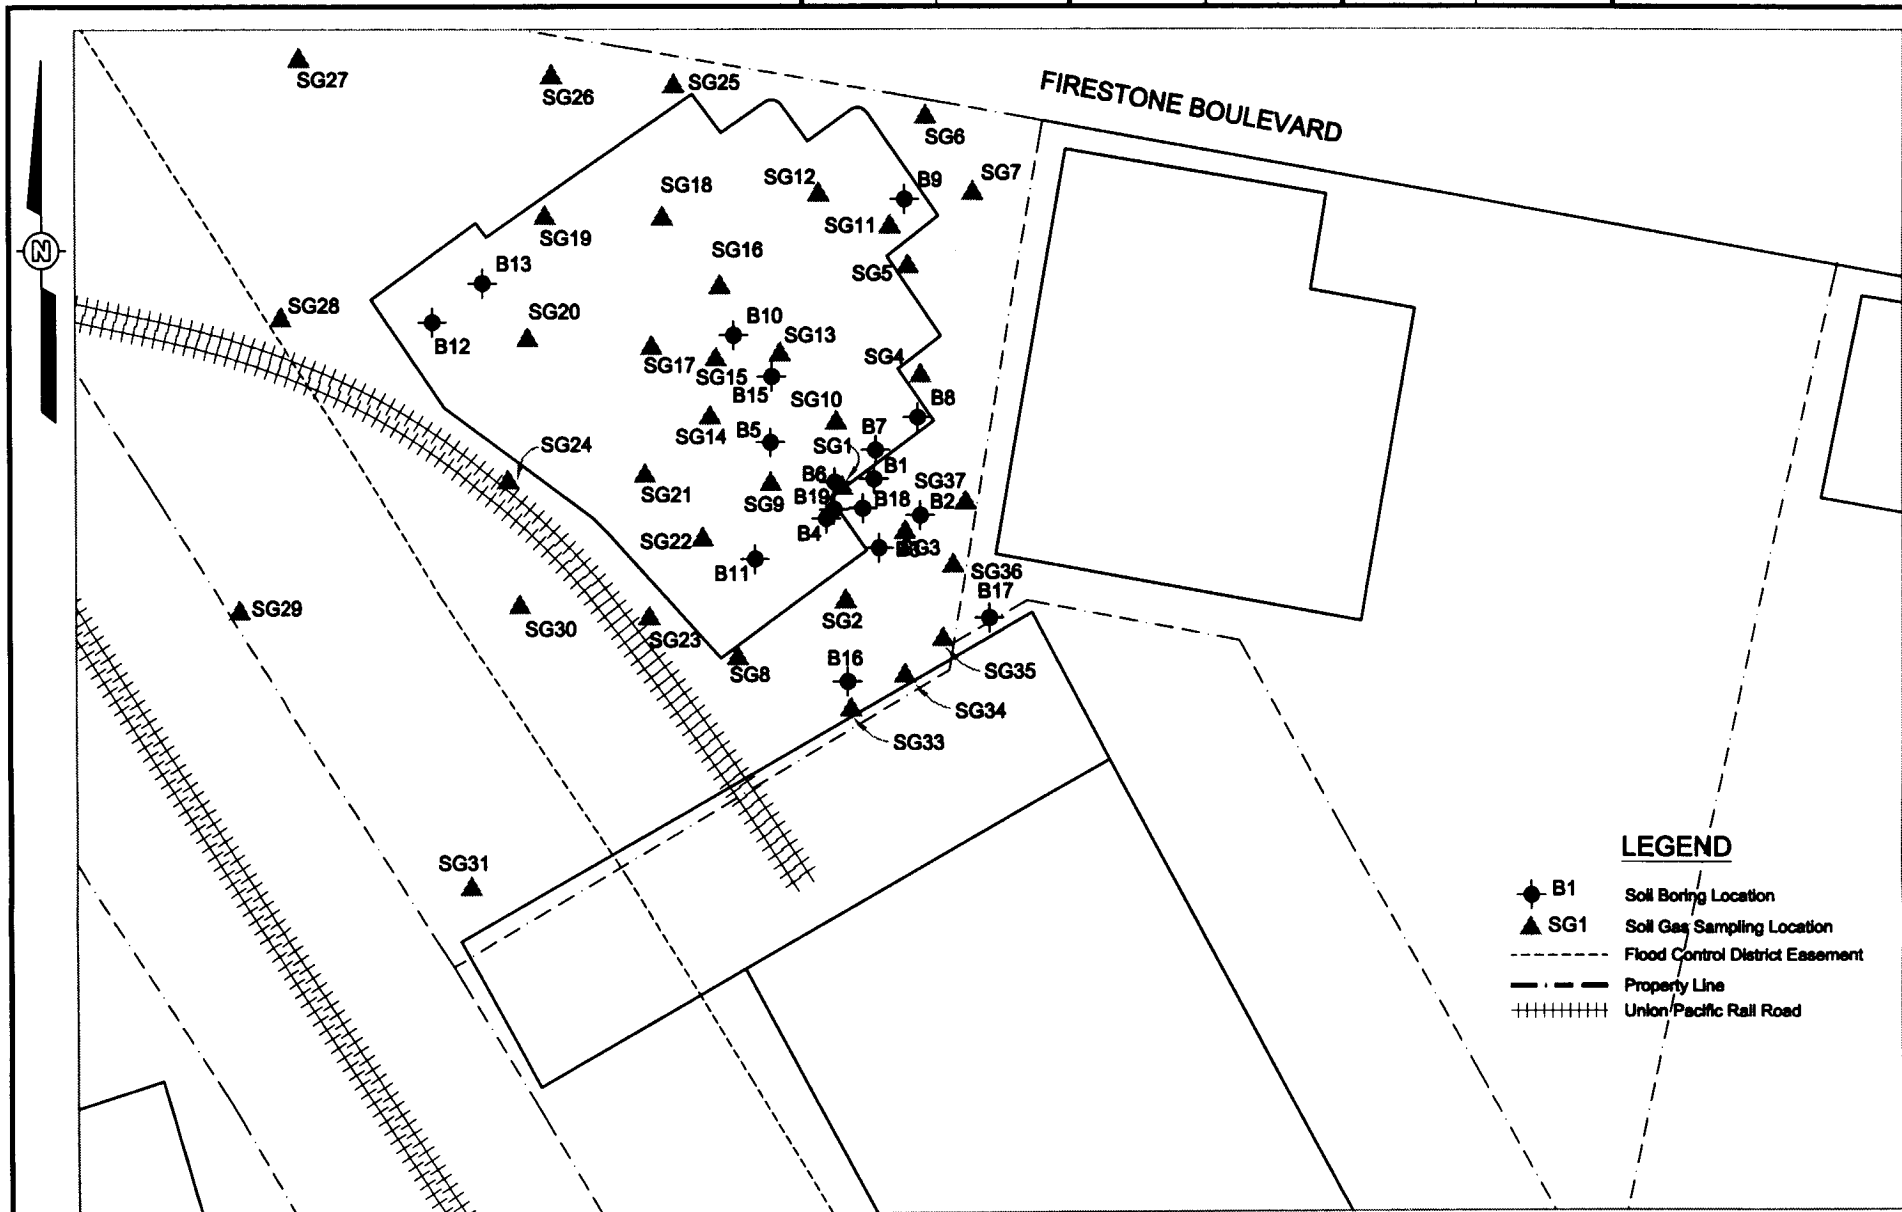 FIRESTONE BOULEVARD
SG27
SG26
SG25
SG6
SG7
SG12
B9
SG18
SG11
SG19
SG16
SG5
B13
SG28
SG20
B10
SG13
B12
SG17
SG15
SG4
B15
SG10
B8
SG14
B5
B7
SG1
SG24
B6
B1
SG37
SG21
SG9
B19
B18
B2
B4
SG22
SG3
B11
SG36
B17
SG29
SG30
SG23
SG2
SG8
B16
SG35
SG34
SG33
SG31
N
LEGEND
B1 Soil Boring Location
SG1 Soil Gas Sampling Location
Flood Control District Easement
Property Line
Union Pacific Rail Road